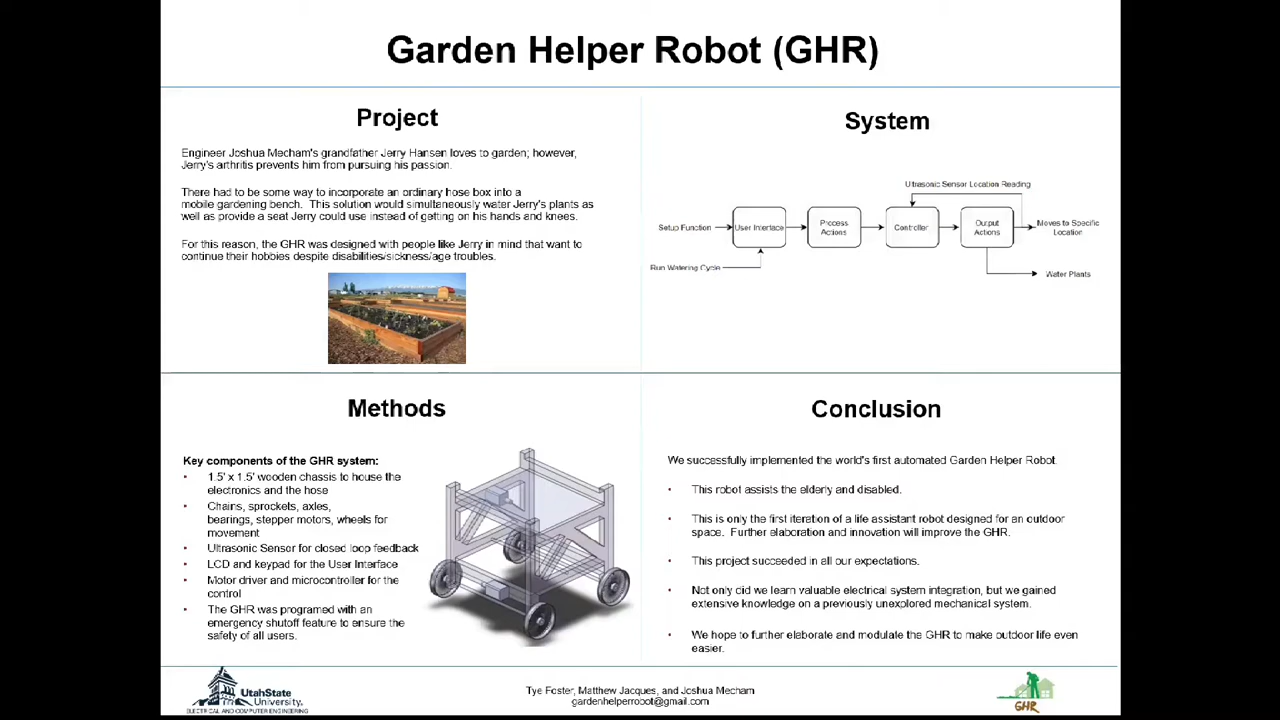 Garden Helper Robot (GHR)
Project
Engineer Joshua Mecham's grandfather Jerry Hansen loves to garden; however,
Jerry's arthritis prevents him from pursuing his passion.
There had to be some way to incorporate an ordinary hose box into a
mobile gardening bench. This solution would simultaneously water Jerry's plants as
well as provide a seat Jerry could use instead of getting on his hands and knees.
For this reason, the GHR was designed with people like Jerry in mind that want to
continue their hobbies despite disabilities/sickness/age troubles.
System
Ultrasonic Sensor Location Reading
Setup Function
User Interface
Process
Actions
Controller
Output
Actions
Moves to Specific
Location
Run Watering Cycle
Water Plants
Methods
Key components of the GHR system:
• 1.5' x 1.5' wooden chassis to house the
electronics and the hose
• Chains, sprockets, axles,
bearings, stepper motors, wheels for
movement
• Ultrasonic Sensor for closed loop feedback
• LCD and keypad for the User Interface
• Motor driver and microcontroller for the
control
• The GHR was programed with an
emergency shutoff feature to ensure the
safety of all users.
Conclusion
We successfully implemented the world's first automated Garden Helper Robot.
• This robot assists the elderly and disabled.
• This is only the first iteration of a life assistant robot designed for an outdoor
space. Further elaboration and innovation will improve the GHR.
• This project succeeded in all our expectations.
• Not only did we learn valuable electrical system integration, but we gained
extensive knowledge on a previously unexplored mechanical system.
• We hope to further elaborate and modulate the GHR to make outdoor life even
easier.
UtahState
University.
ELECTRICAL AND COMPUTER ENGINEERING
Tye Foster, Matthew Jacques, and Joshua Mecham
gardenhelperrobot@gmail.com
GHR